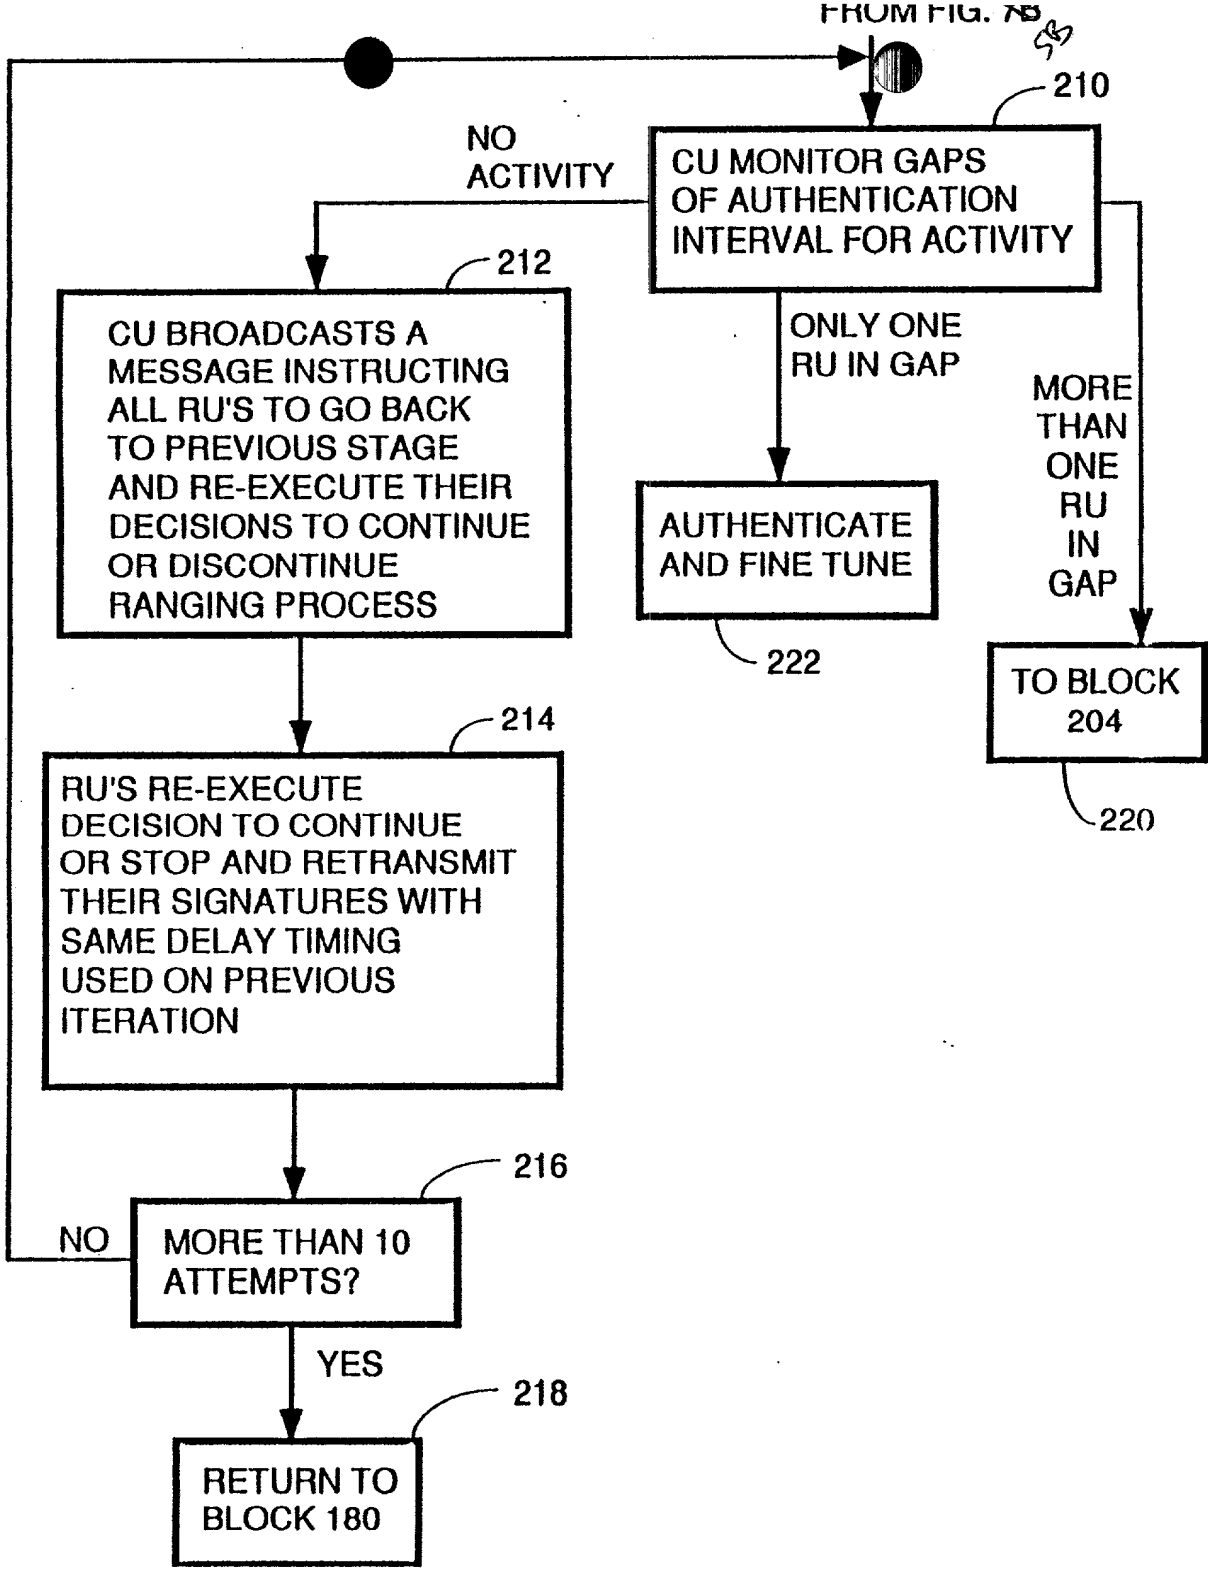 FROM FIG. 7B
5B
210
NO
ACTIVITY
CU MONITOR GAPS
OF AUTHENTICATION
INTERVAL FOR ACTIVITY
212
CU BROADCASTS A
MESSAGE INSTRUCTING
ALL RU'S TO GO BACK
TO PREVIOUS STAGE
AND RE-EXECUTE THEIR
DECISIONS TO CONTINUE
OR DISCONTINUE
RANGING PROCESS
ONLY ONE
RU IN GAP
MORE
THAN
ONE
RU
IN
GAP
AUTHENTICATE
AND FINE TUNE
222
TO BLOCK
204
220
214
RU'S RE-EXECUTE
DECISION TO CONTINUE
OR STOP AND RETRANSMIT
THEIR SIGNATURES WITH
SAME DELAY TIMING
USED ON PREVIOUS
ITERATION
216
NO
MORE THAN 10
ATTEMPTS?
YES
218
RETURN TO
BLOCK 180